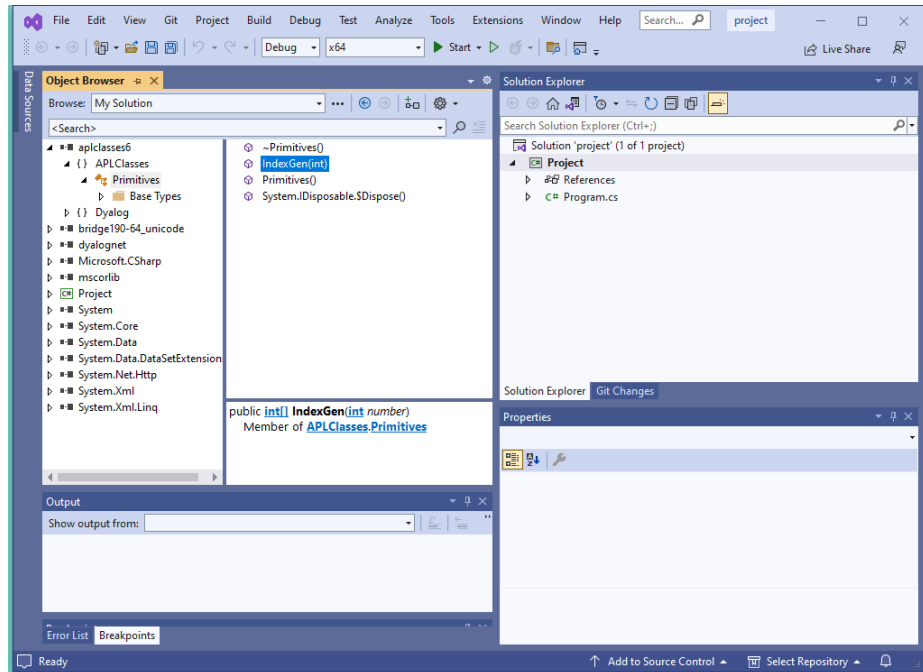 File Edit View Git Project Build Debug Test Analyze Tools Extensions Window Help Search... project
Debug x64 Start Live Share
Data Sources
Object Browser
Browse: My Solution
<Search>
aplclasses6
{ } APLClasses
Primitives
Base Types
{ } Dyalog
bridge190-64_unicode
dyalognet
Microsoft.CSharp
mscorlib
C# Project
System
System.Core
System.Data
System.Data.DataSetExtension
System.Net.Http
System.Xml
System.Xml.Linq
~Primitives()
IndexGen(int)
Primitives()
System.IDisposable.$Dispose()
public int[] IndexGen(int number)
Member of APLClasses.Primitives
Output
Show output from:
Error List Breakpoints
Solution Explorer
Search Solution Explorer (Ctrl+;)
Solution 'project' (1 of 1 project)
C# Project
References
C# Program.cs
Solution Explorer Git Changes
Properties
Ready Add to Source Control Select Repository